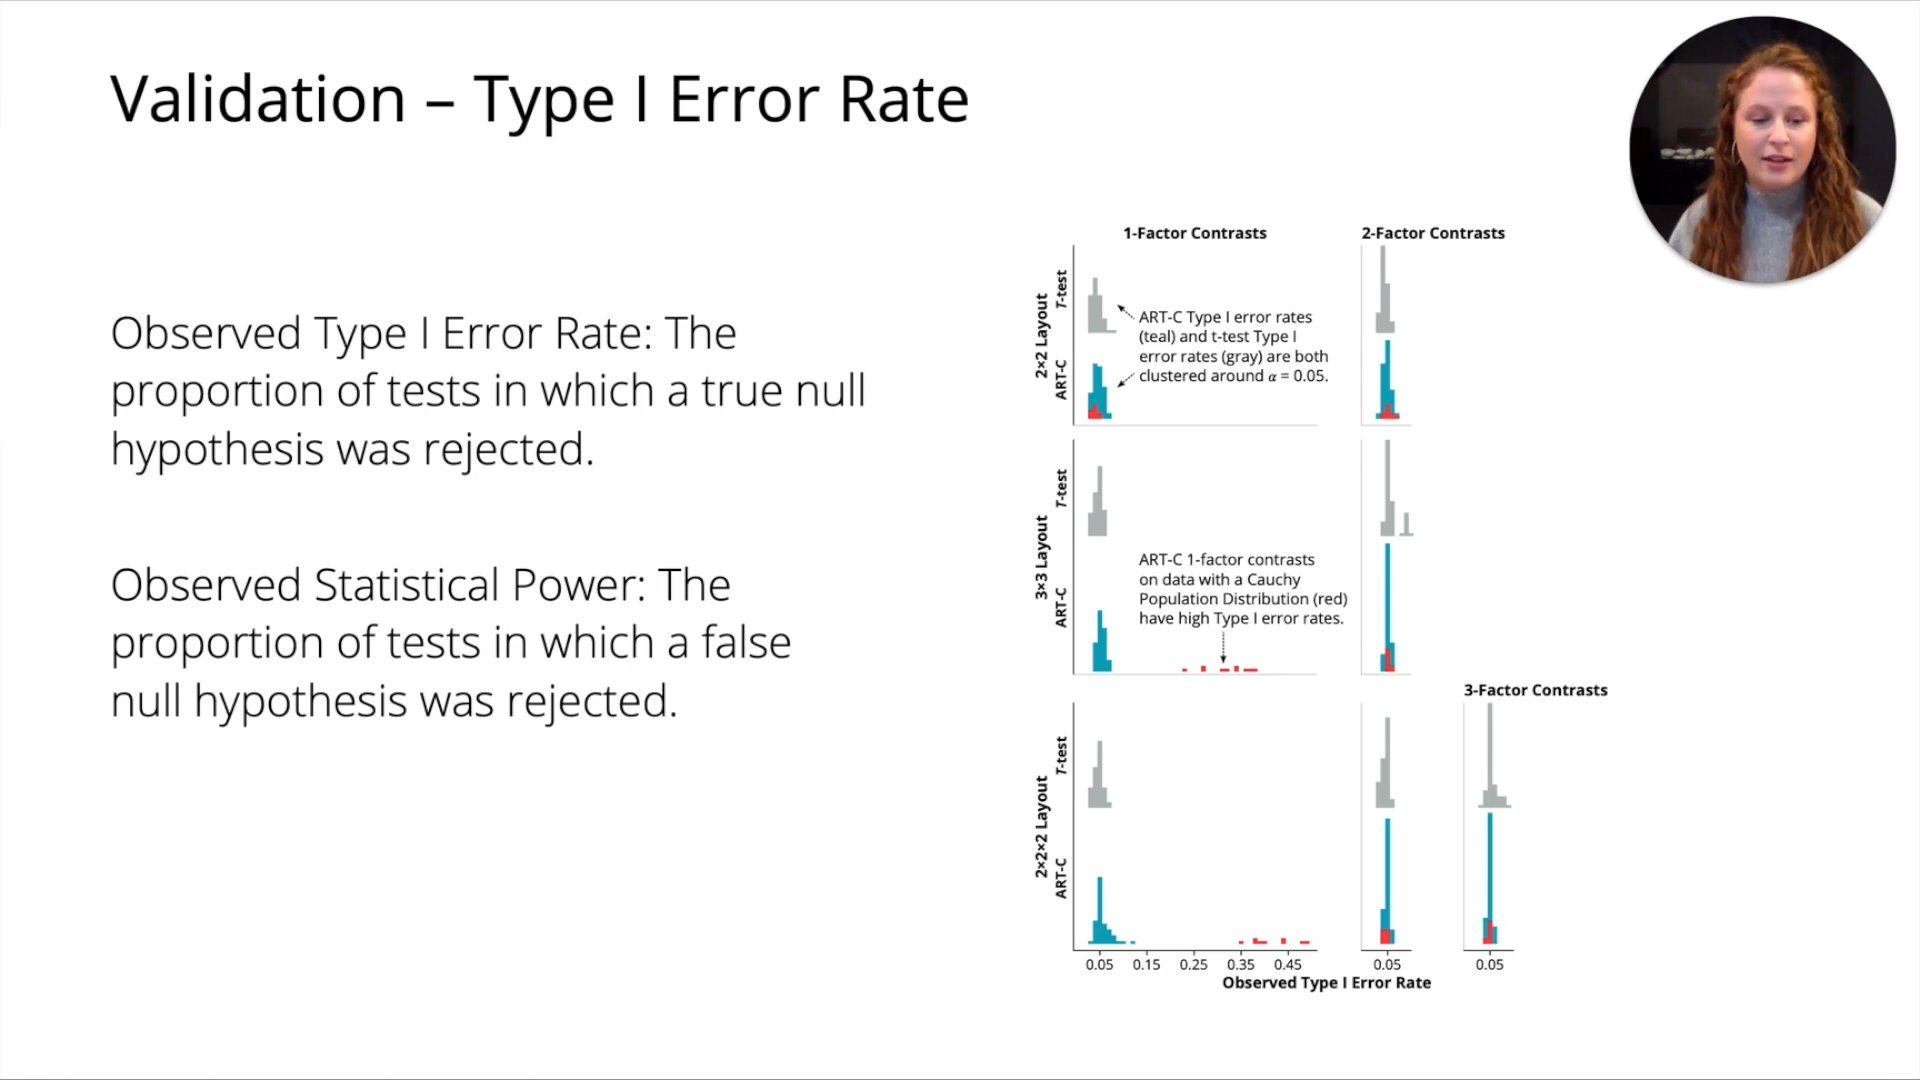 Validation – Type I Error Rate
Observed Type I Error Rate: The
proportion of tests in which a true null
hypothesis was rejected.
Observed Statistical Power: The
proportion of tests in which a false
null hypothesis was rejected.
1-Factor Contrasts
2-Factor Contrasts
2×2 Layout
T-test
ART-C
ART-C Type I error rates
(teal) and t-test Type I
error rates (gray) are both
clustered around α = 0.05.
3×3 Layout
T-test
ART-C
ART-C 1-factor contrasts
on data with a Cauchy
Population Distribution (red)
have high Type I error rates.
3-Factor Contrasts
2×2×2 Layout
T-test
ART-C
0.05 0.15 0.25 0.35 0.45
0.05
0.05
Observed Type I Error Rate